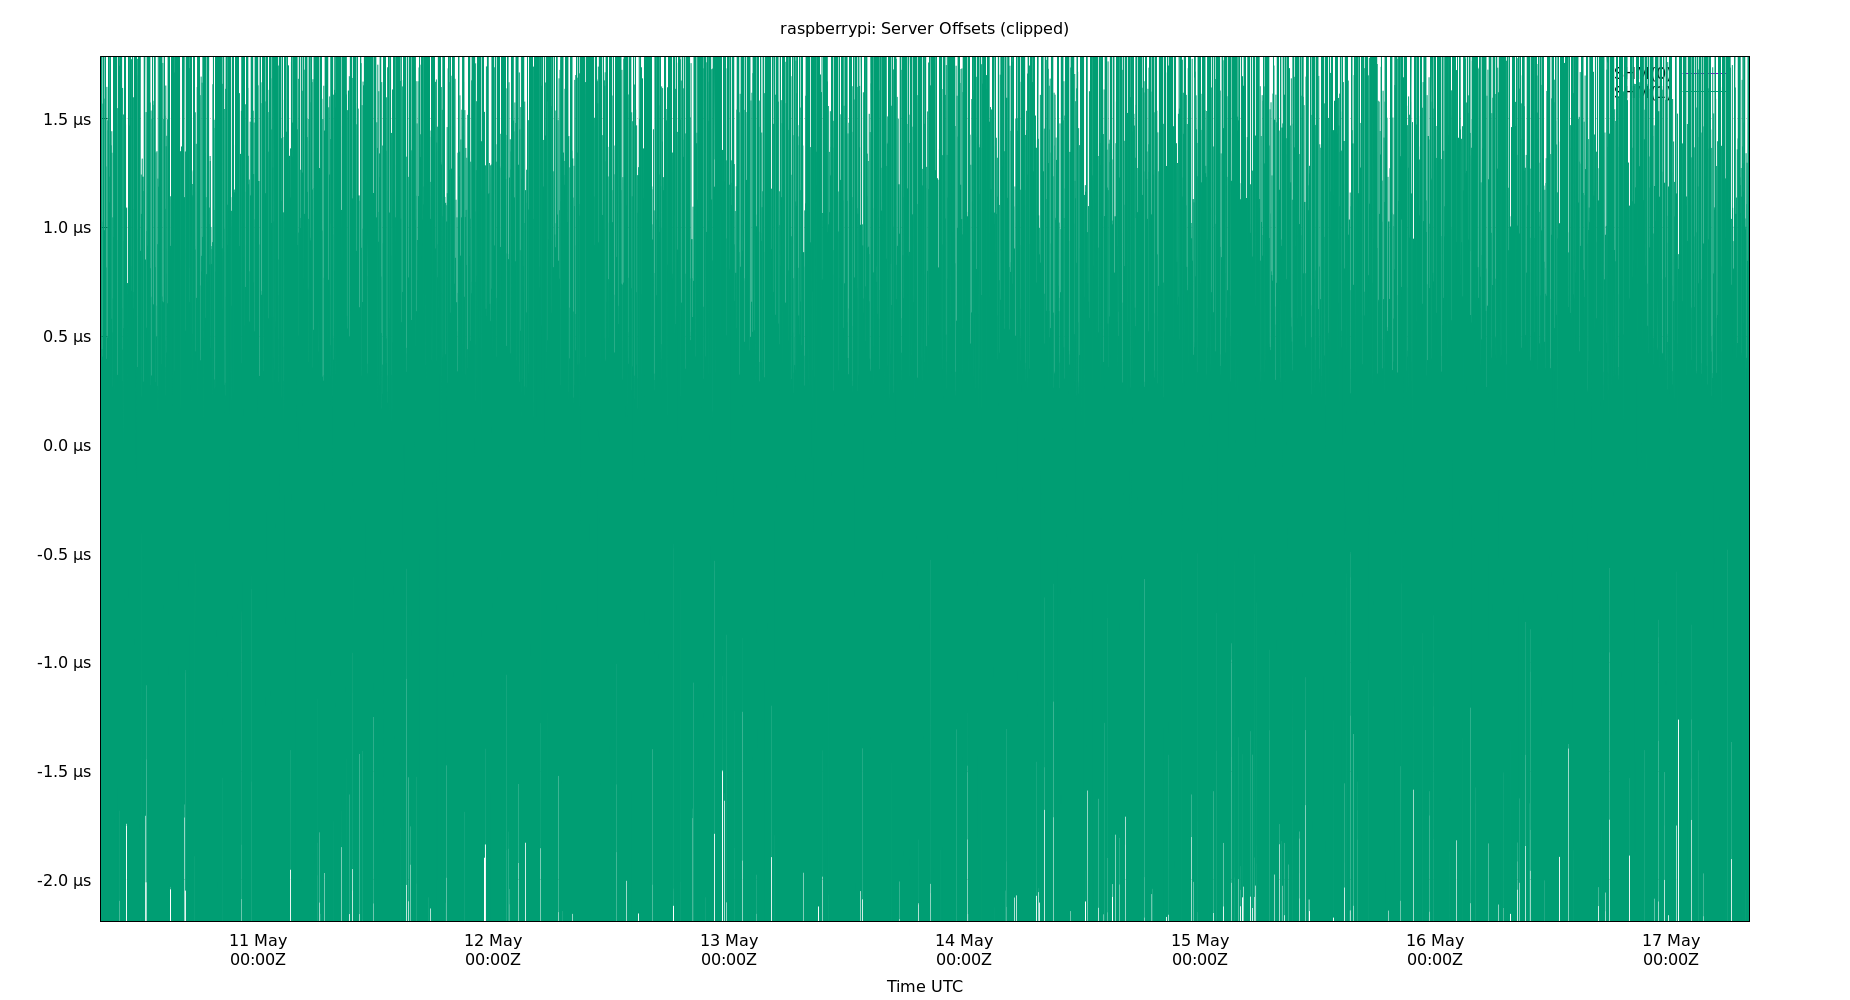 raspberrypi: Server Offsets (clipped)
SHM(0)
1.5 µs
1.0 µs
0.5 µs
0.0 µs
-0.5 µs
-1.0 µs
-1.5 µs
-2.0 µs
11 May
00:00Z
12 May
00:00Z
13 May
00:00Z
14 May
00:00Z
15 May
00:00Z
16 May
00:00Z
17 May
00:00Z
Time UTC